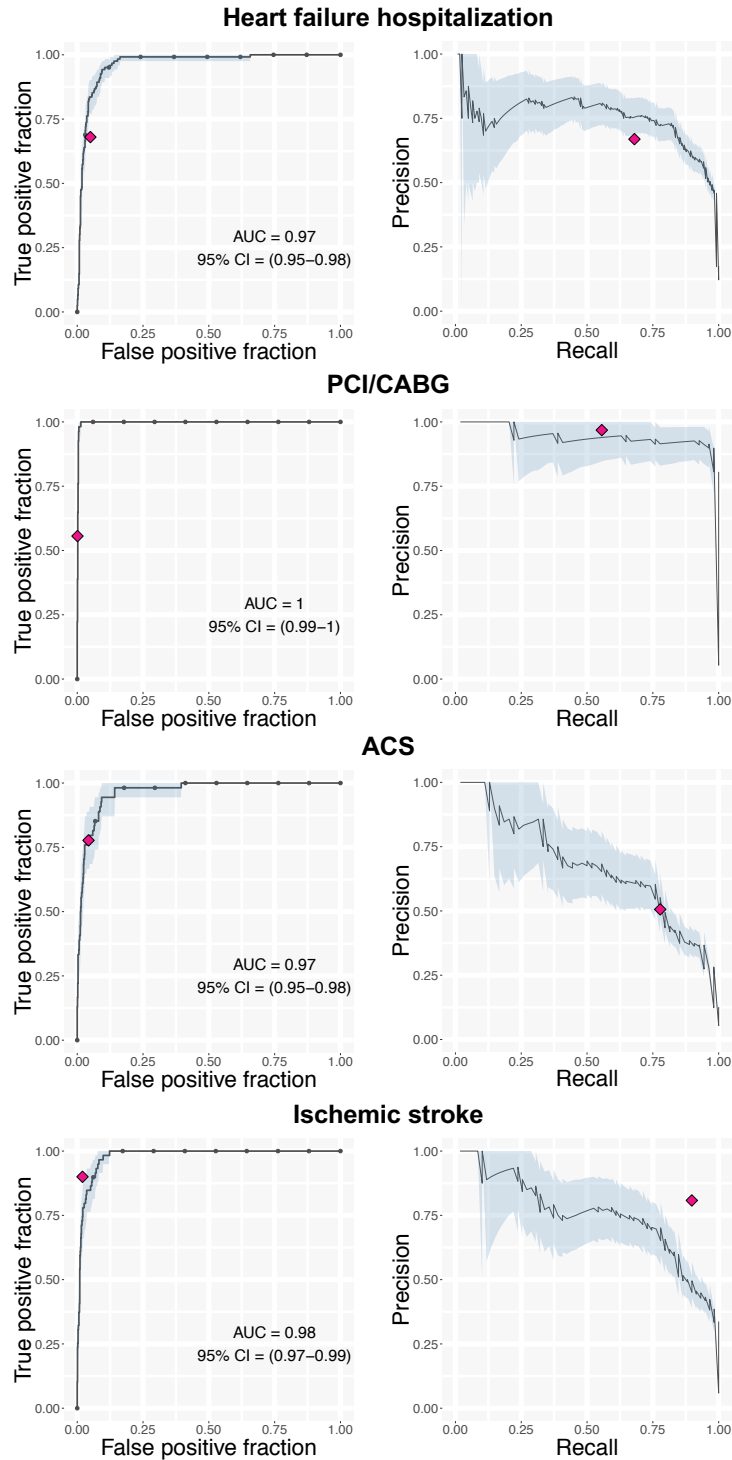 Heart failure hospitalization
1.00
0.75
0.50
0.25
0.00
True positive fraction
AUC = 0.97
95% CI = (0.95−0.98)
0.00 0.25 0.50 0.75 1.00
False positive fraction
1.00
0.75
0.50
0.25
0.00
Precision
0.00 0.25 0.50 0.75 1.00
Recall
PCI/CABG
1.00
0.75
0.50
0.25
0.00
True positive fraction
AUC = 1
95% CI = (0.99−1)
0.00 0.25 0.50 0.75 1.00
False positive fraction
1.00
0.75
0.50
0.25
0.00
Precision
0.00 0.25 0.50 0.75 1.00
Recall
ACS
1.00
0.75
0.50
0.25
0.00
True positive fraction
AUC = 0.97
95% CI = (0.95−0.98)
0.00 0.25 0.50 0.75 1.00
False positive fraction
1.00
0.75
0.50
0.25
0.00
Precision
0.00 0.25 0.50 0.75 1.00
Recall
Ischemic stroke
1.00
0.75
0.50
0.25
0.00
True positive fraction
AUC = 0.98
95% CI = (0.97−0.99)
0.00 0.25 0.50 0.75 1.00
False positive fraction
1.00
0.75
0.50
0.25
0.00
Precision
0.00 0.25 0.50 0.75 1.00
Recall